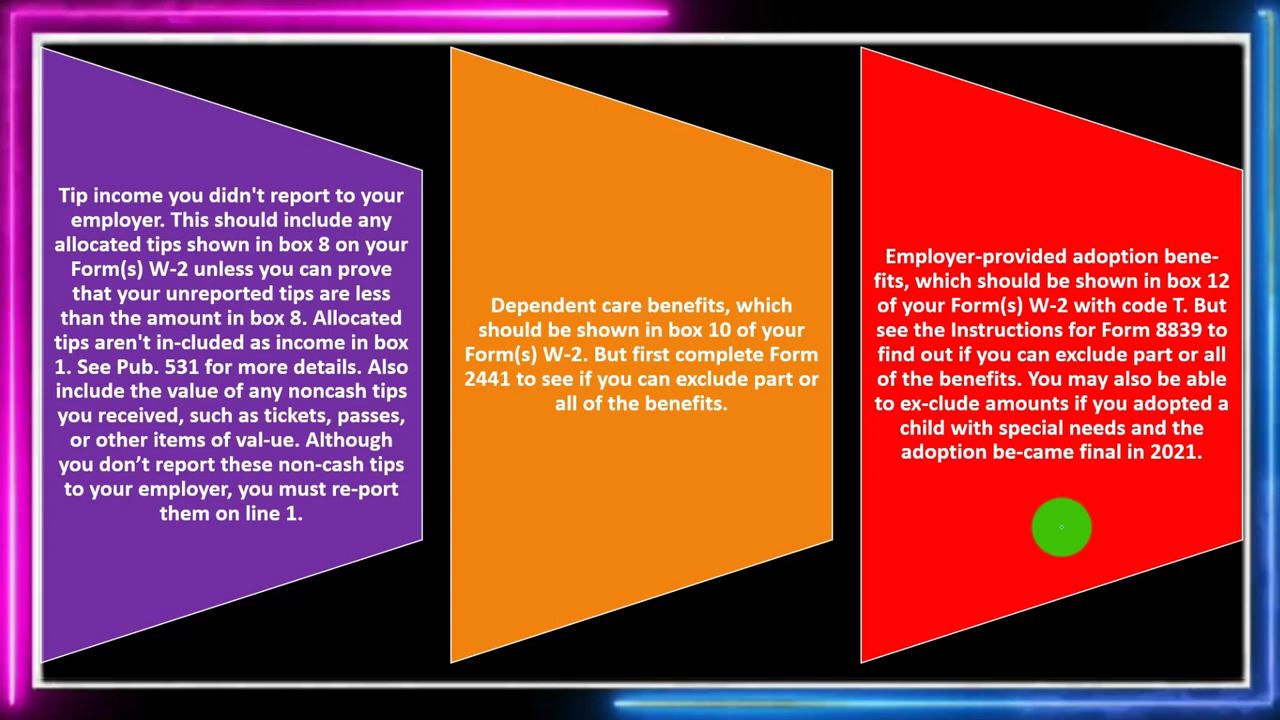 Tip income you didn't report to your
employer. This should include any
allocated tips shown in box 8 on your
Form(s) W-2 unless you can prove
that your unreported tips are less
than the amount in box 8. Allocated
tips aren't in-cluded as income in box
1. See Pub. 531 for more details. Also
include the value of any noncash tips
you received, such as tickets, passes,
or other items of val-ue. Although
you don’t report these non-cash tips
to your employer, you must re-port
them on line 1.
Dependent care benefits, which
should be shown in box 10 of your
Form(s) W-2. But first complete Form
2441 to see if you can exclude part or
all of the benefits.
Employer-provided adoption bene-
fits, which should be shown in box 12
of your Form(s) W-2 with code T. But
see the Instructions for Form 8839 to
find out if you can exclude part or all
of the benefits. You may also be able
to ex-clude amounts if you adopted a
child with special needs and the
adoption be-came final in 2021.